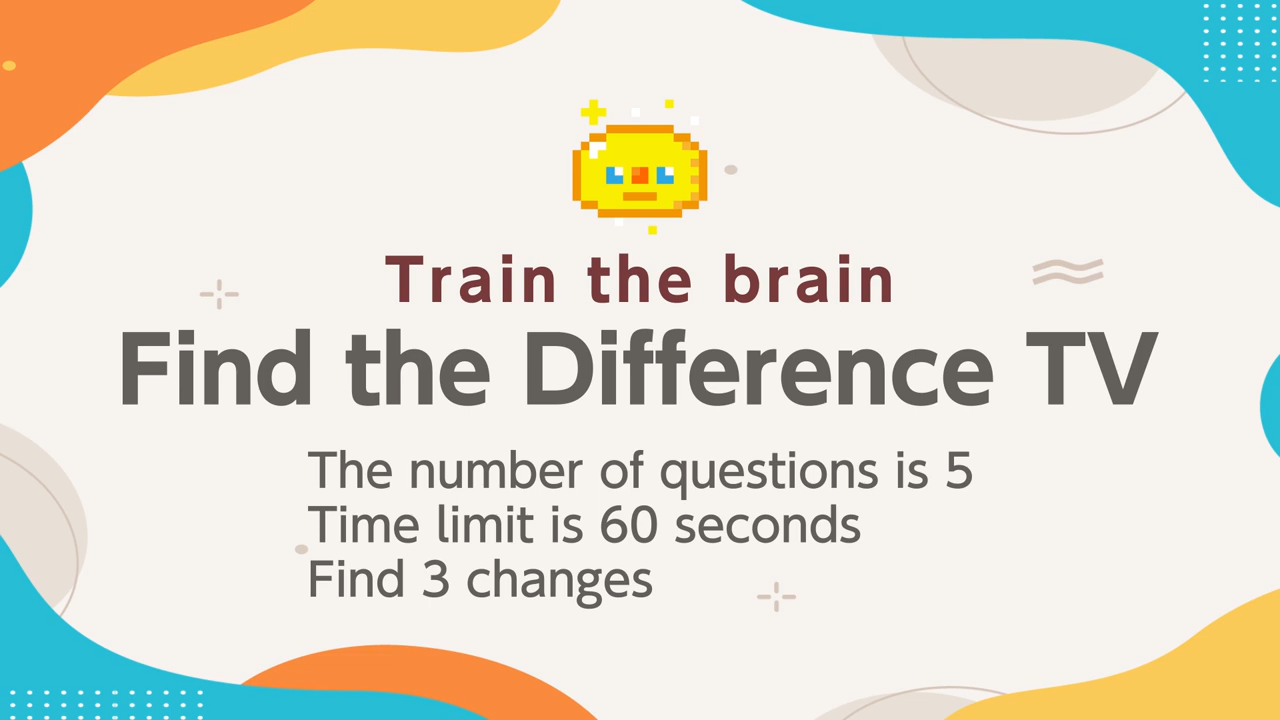 Train the brain
Find the Difference TV
The number of questions is 5
Time limit is 60 seconds
Find 3 changes